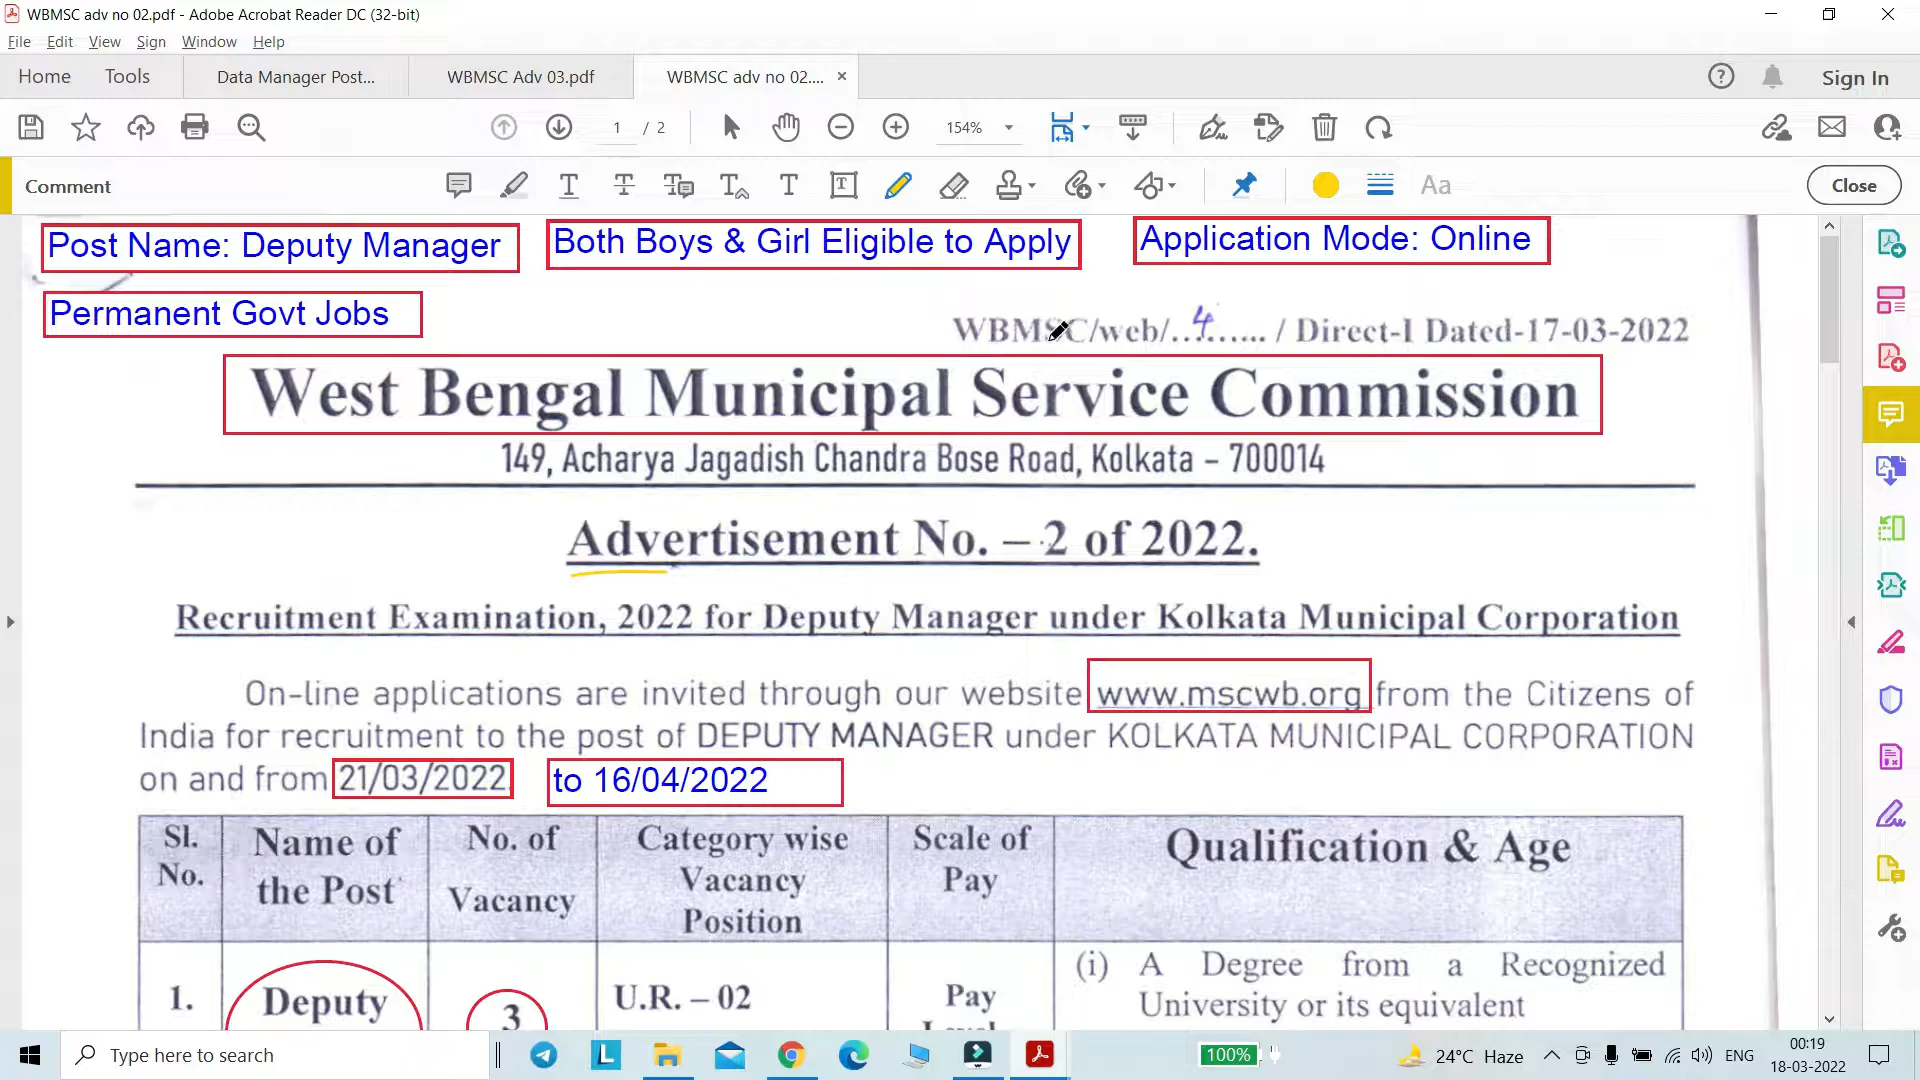 WBMSC adv no 02.pdf - Adobe Acrobat Reader DC (32-bit)
File Edit View Sign Window Help
Home Tools Data Manager Post... WBMSC Adv 03.pdf WBMSC adv no 02.... Sign In
1 / 2 154%
Comment Aa Close
Post Name: Deputy Manager Both Boys & Girl Eligible to Apply Application Mode: Online
Permanent Govt Jobs
WBMSC/web/...4....... / Direct-I Dated-17-03-2022
West Bengal Municipal Service Commission
149, Acharya Jagadish Chandra Bose Road, Kolkata – 700014
Advertisement No. – 2 of 2022.
Recruitment Examination, 2022 for Deputy Manager under Kolkata Municipal Corporation
On-line applications are invited through our website www.mscwb.org from the Citizens of
India for recruitment to the post of DEPUTY MANAGER under KOLKATA MUNICIPAL CORPORATION
on and from 21/03/2022. to 16/04/2022
Sl. No. Name of the Post No. of Vacancy Category wise Vacancy Position Scale of Pay Qualification & Age
1. Deputy 3 U.R. – 02 Pay (i) A Degree from a Recognized
University or its equivalent
Type here to search L 100% 24°C Haze ENG 00:19
18-03-2022